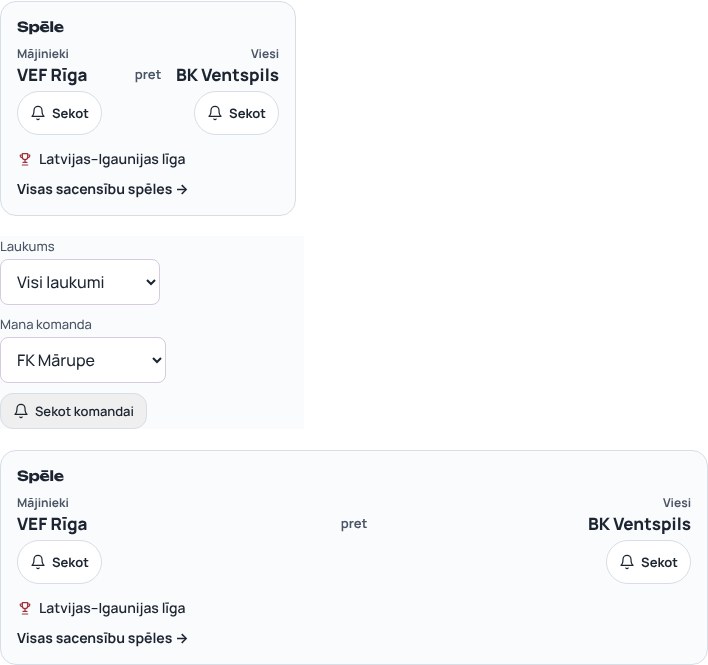 Spēle
Mājinieki Viesi
VEF Rīga pret BK Ventspils
Sekot Sekot
Latvijas–Igaunijas līga
Visas sacensību spēles →
Laukums
Visi laukumi
Mana komanda
FK Mārupe
Sekot komandai
Spēle
Mājinieki Viesi
VEF Rīga pret BK Ventspils
Sekot Sekot
Latvijas–Igaunijas līga
Visas sacensību spēles →